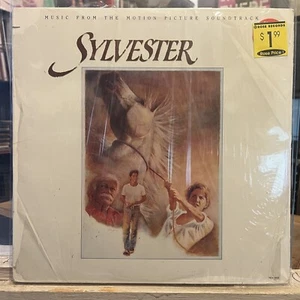 MUSIC FROM THE MOTION PICTURE SOUNDTRACK
SYLVESTER
$1.99